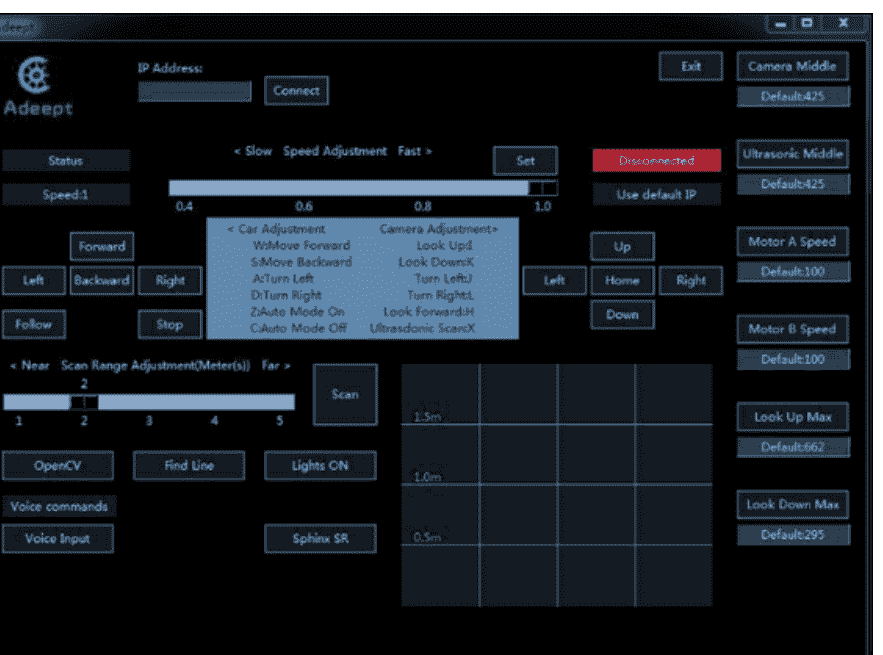 Adeept
Adeept
IP Address:
Connect
Exit
Camera Middle
Default:425
< Slow Speed Adjustment Fast >
Set
Status
Disconnected
Ultrasonic Middle
Default:425
Speed:1
0.4 0.6 0.8 1.0
Use default IP
< Car Adjustment Camera Adjustment>
W:Move Forward Look Up:I
S:Move Backward Look Down:K
A:Turn Left Turn Left:J
D:Turn Right Turn Right:L
Z:Auto Mode On Look Forward:H
C:Auto Mode Off Ultrasdonic Scan:X
Forward
Left Backward Right
Follow Stop
Up
Left Home Right
Down
Motor A Speed
Default:100
Motor B Speed
Default:100
< Near Scan Range Adjustment(Meter(s)) Far >
2
1 2 3 4 5
Scan
1.5m
1.0m
0.5m
Look Up Max
Default:662
OpenCV Find Line Lights ON
Voice commands
Voice Input Sphinx SR
Look Down Max
Default:295